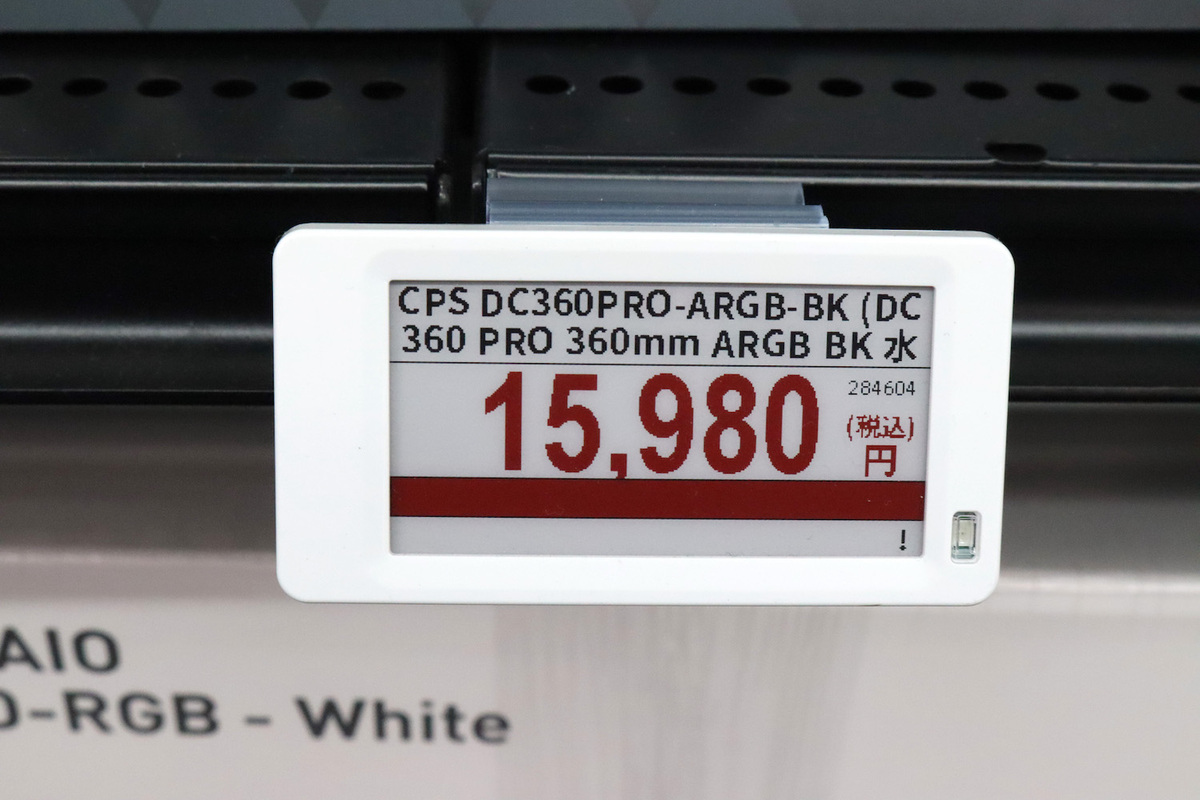 CPS DC360PRO-ARGB-BK (DC
360 PRO 360mm ARGB BK 水
15,980
284604
(税込)
円
!
AIO
-RGB - White